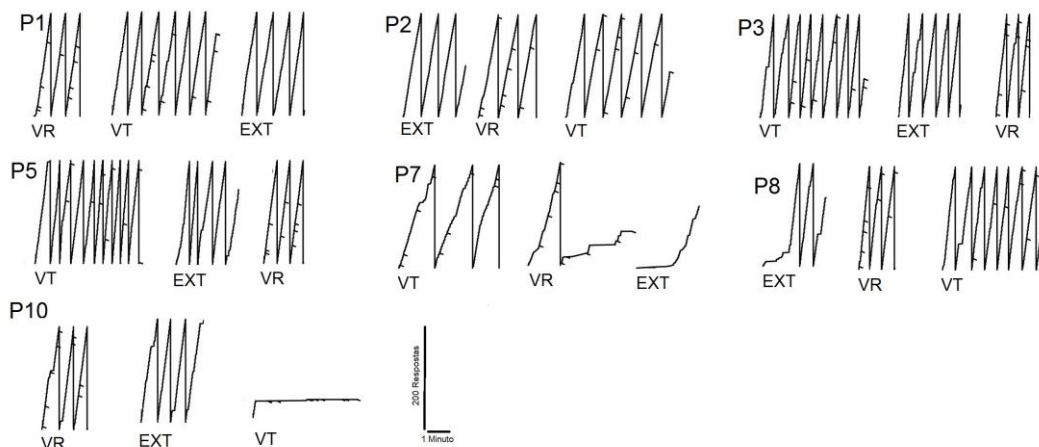 P1
VR VT EXT
P2
EXT VR VT
P3
VT EXT VR
P5
VT EXT VR
P7
VT VR EXT
P8
EXT VR VT
P10
VR EXT VT
200 Respostas
1 Minuto